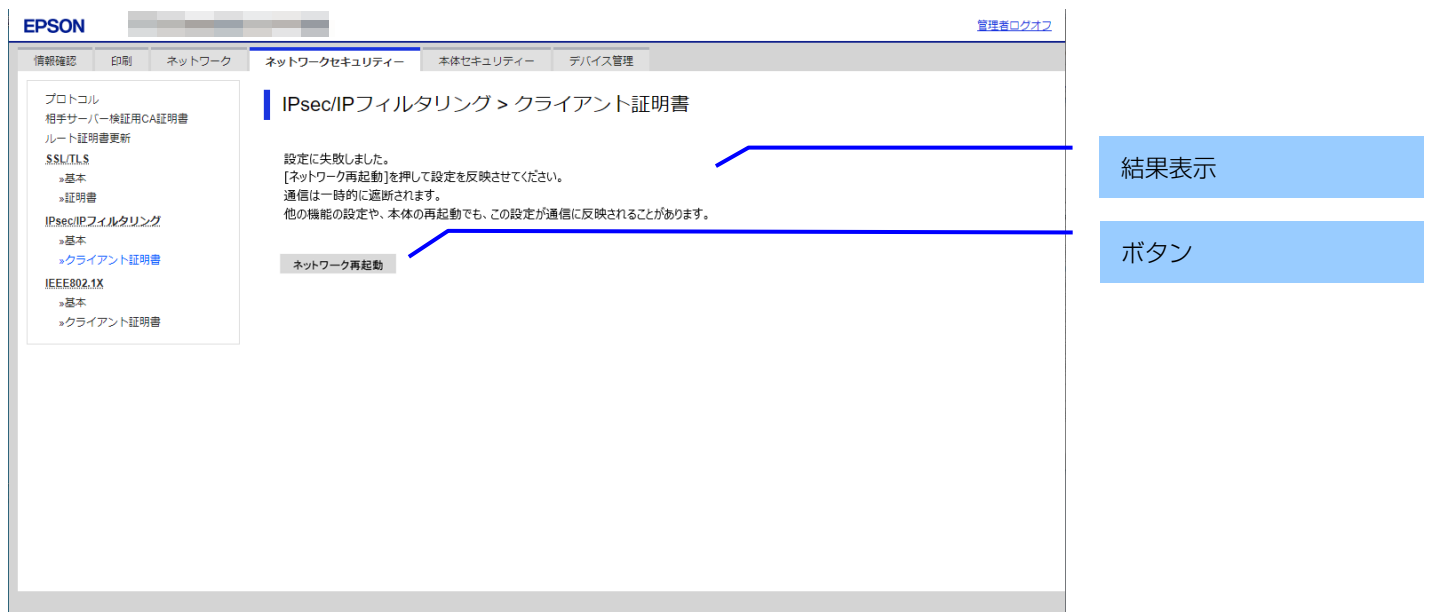 EPSON
管理者ログオフ
情報確認 印刷 ネットワーク ネットワークセキュリティー 本体セキュリティー デバイス管理
プロトコル
相手サーバー検証用CA証明書
ルート証明書更新
SSL/TLS
»基本
»証明書
IPsec/IPフィルタリング
»基本
»クライアント証明書
IEEE802.1X
»基本
»クライアント証明書
IPsec/IPフィルタリング > クライアント証明書
設定に失敗しました。
[ネットワーク再起動]を押して設定を反映させてください。
通信は一時的に遮断されます。
他の機能の設定や、本体の再起動でも、この設定が通信に反映されることがあります。
ネットワーク再起動
結果表示
ボタン